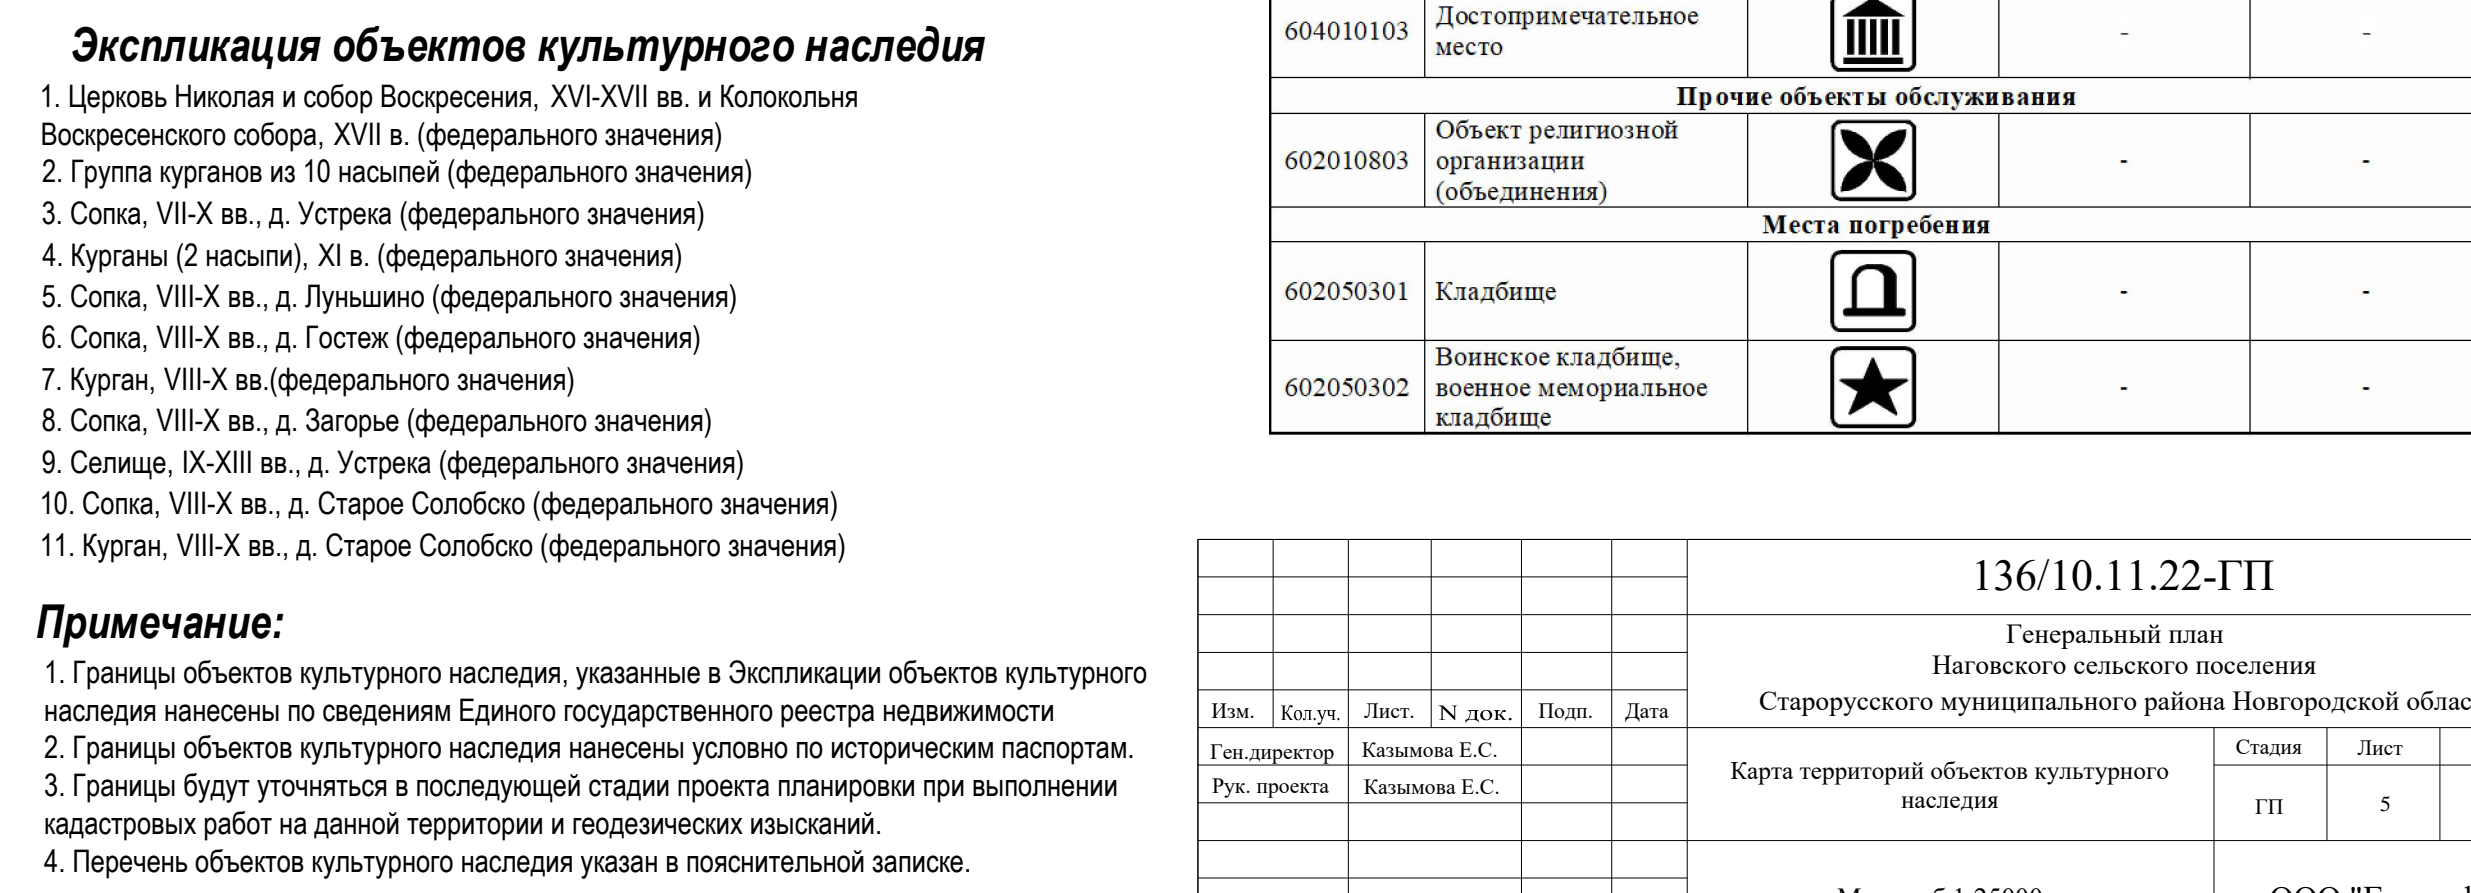 Экспликация объектов культурного наследия
1. Церковь Николая и собор Воскресения, XVI-XVII вв. и Колокольня
Воскресенского собора, XVII в. (федерального значения)
2. Группа курганов из 10 насыпей (федерального значения)
3. Сопка, VII-X вв., д. Устрека (федерального значения)
4. Курганы (2 насыпи), XI в. (федерального значения)
5. Сопка, VIII-X вв., д. Луньшино (федерального значения)
6. Сопка, VIII-X вв., д. Гостеж (федерального значения)
7. Курган, VIII-X вв.(федерального значения)
8. Сопка, VIII-X вв., д. Загорье (федерального значения)
9. Селище, IX-XIII вв., д. Устрека (федерального значения)
10. Сопка, VIII-X вв., д. Старое Солобско (федерального значения)
11. Курган, VIII-X вв., д. Старое Солобско (федерального значения)
Примечание:
1. Границы объектов культурного наследия, указанные в Экспликации объектов культурного
наследия нанесены по сведениям Единого государственного реестра недвижимости
2. Границы объектов культурного наследия нанесены условно по историческим паспортам.
3. Границы будут уточняться в последующей стадии проекта планировки при выполнении
кадастровых работ на данной территории и геодезических изысканий.
4. Перечень объектов культурного наследия указан в пояснительной записке.
604010103 Достопримечательное - -
место
Прочие объекты обслуживания
Объект религиозной
602010803 организации - -
(объединения)
Места погребения
602050301 Кладбище - -
Воинское кладбище,
602050302 военное мемориальное - -
кладбище
136/10.11.22-ГП
Генеральный план
Наговского сельского поселения
Старорусского муниципального района Новгородской облас
Изм. Кол.уч. Лист. N док. Подп. Дата
Ген.директор Казымова Е.С.
Рук. проекта Казымова Е.С.
Карта территорий объектов культурного
наследия
Стадия Лист
ГП 5
1:25000
ООО